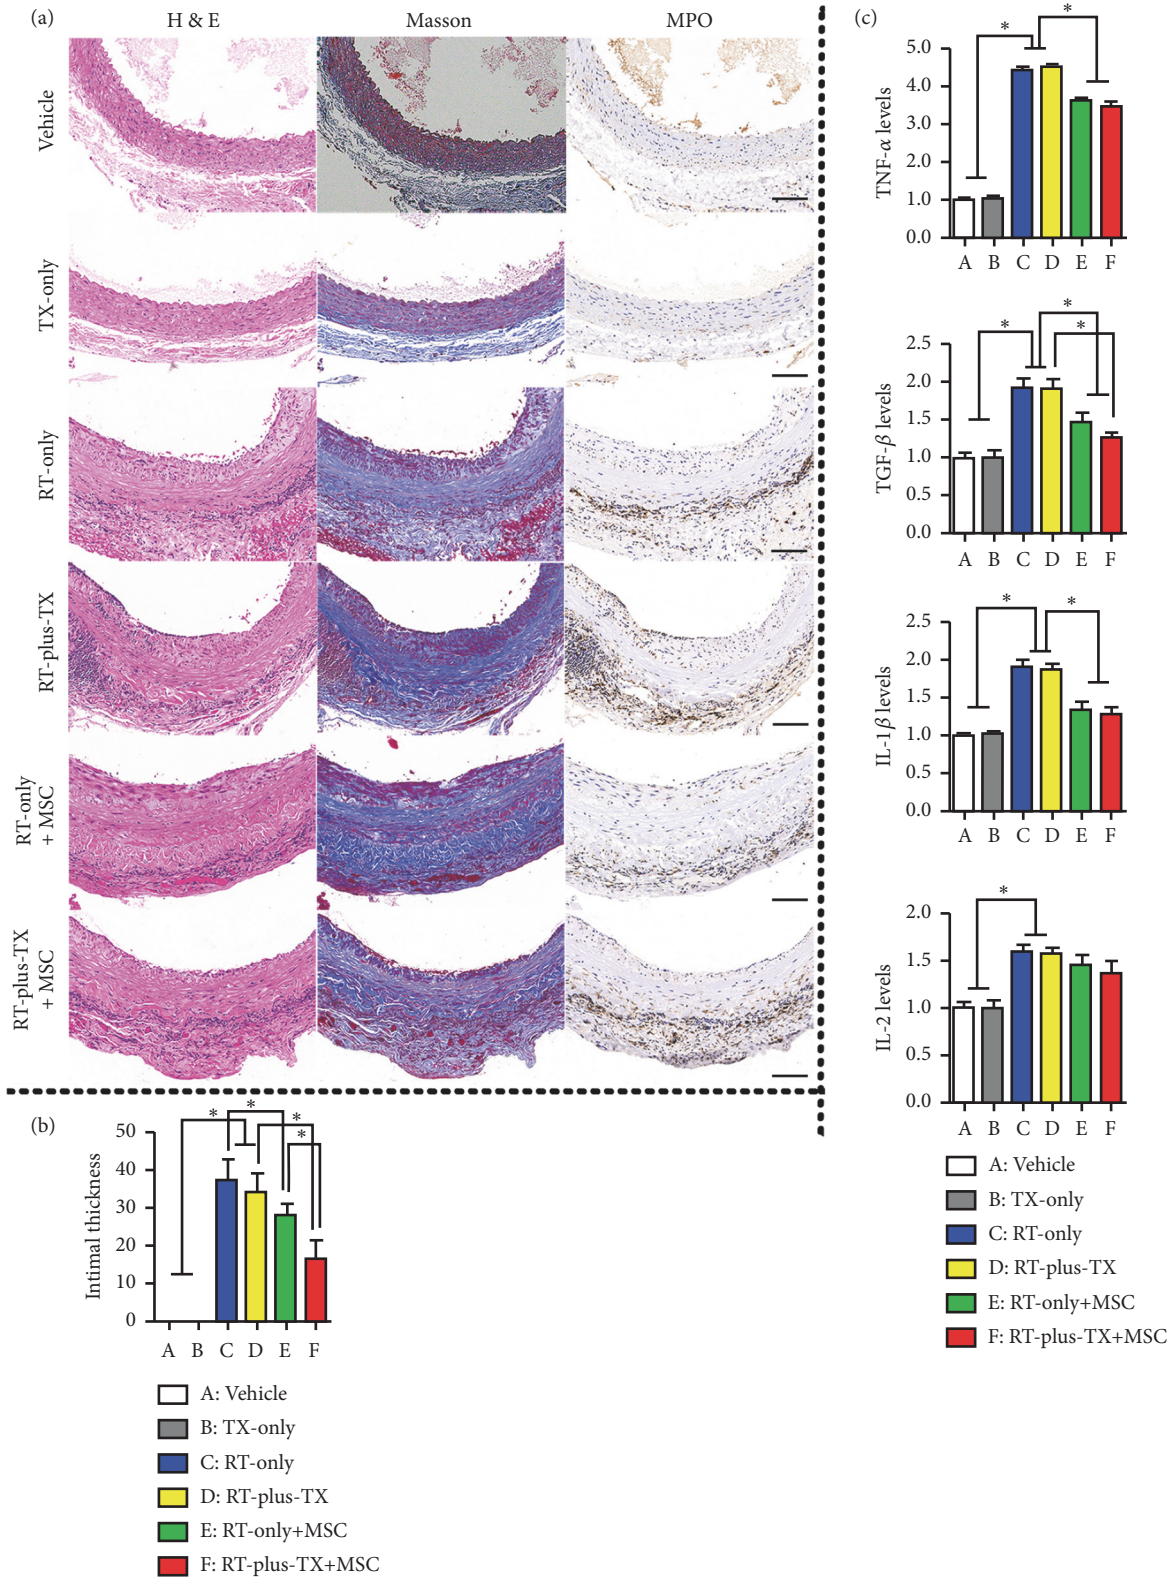 (a)
H & E
Masson
MPO
Vehicle
TX-only
RT-only
RT-plus-TX
RT-only
+ MSC
RT-plus-TX
+ MSC
(b)
Intimal thickness
50
40
30
20
10
0
*
*
*
*
A B C D E F
A: Vehicle
B: TX-only
C: RT-only
D: RT-plus-TX
E: RT-only+MSC
F: RT-plus-TX+MSC
(c)
TNF-α levels
5.0
4.0
3.0
2.0
1.0
0.0
*
*
A B C D E F
TGF-β levels
2.5
2.0
1.5
1.0
0.5
0.0
*
*
*
A B C D E F
IL-1β levels
2.5
2.0
1.5
1.0
0.5
0.0
*
*
A B C D E F
IL-2 levels
2.0
1.5
1.0
0.5
0.0
*
A B C D E F
A: Vehicle
B: TX-only
C: RT-only
D: RT-plus-TX
E: RT-only+MSC
F: RT-plus-TX+MSC